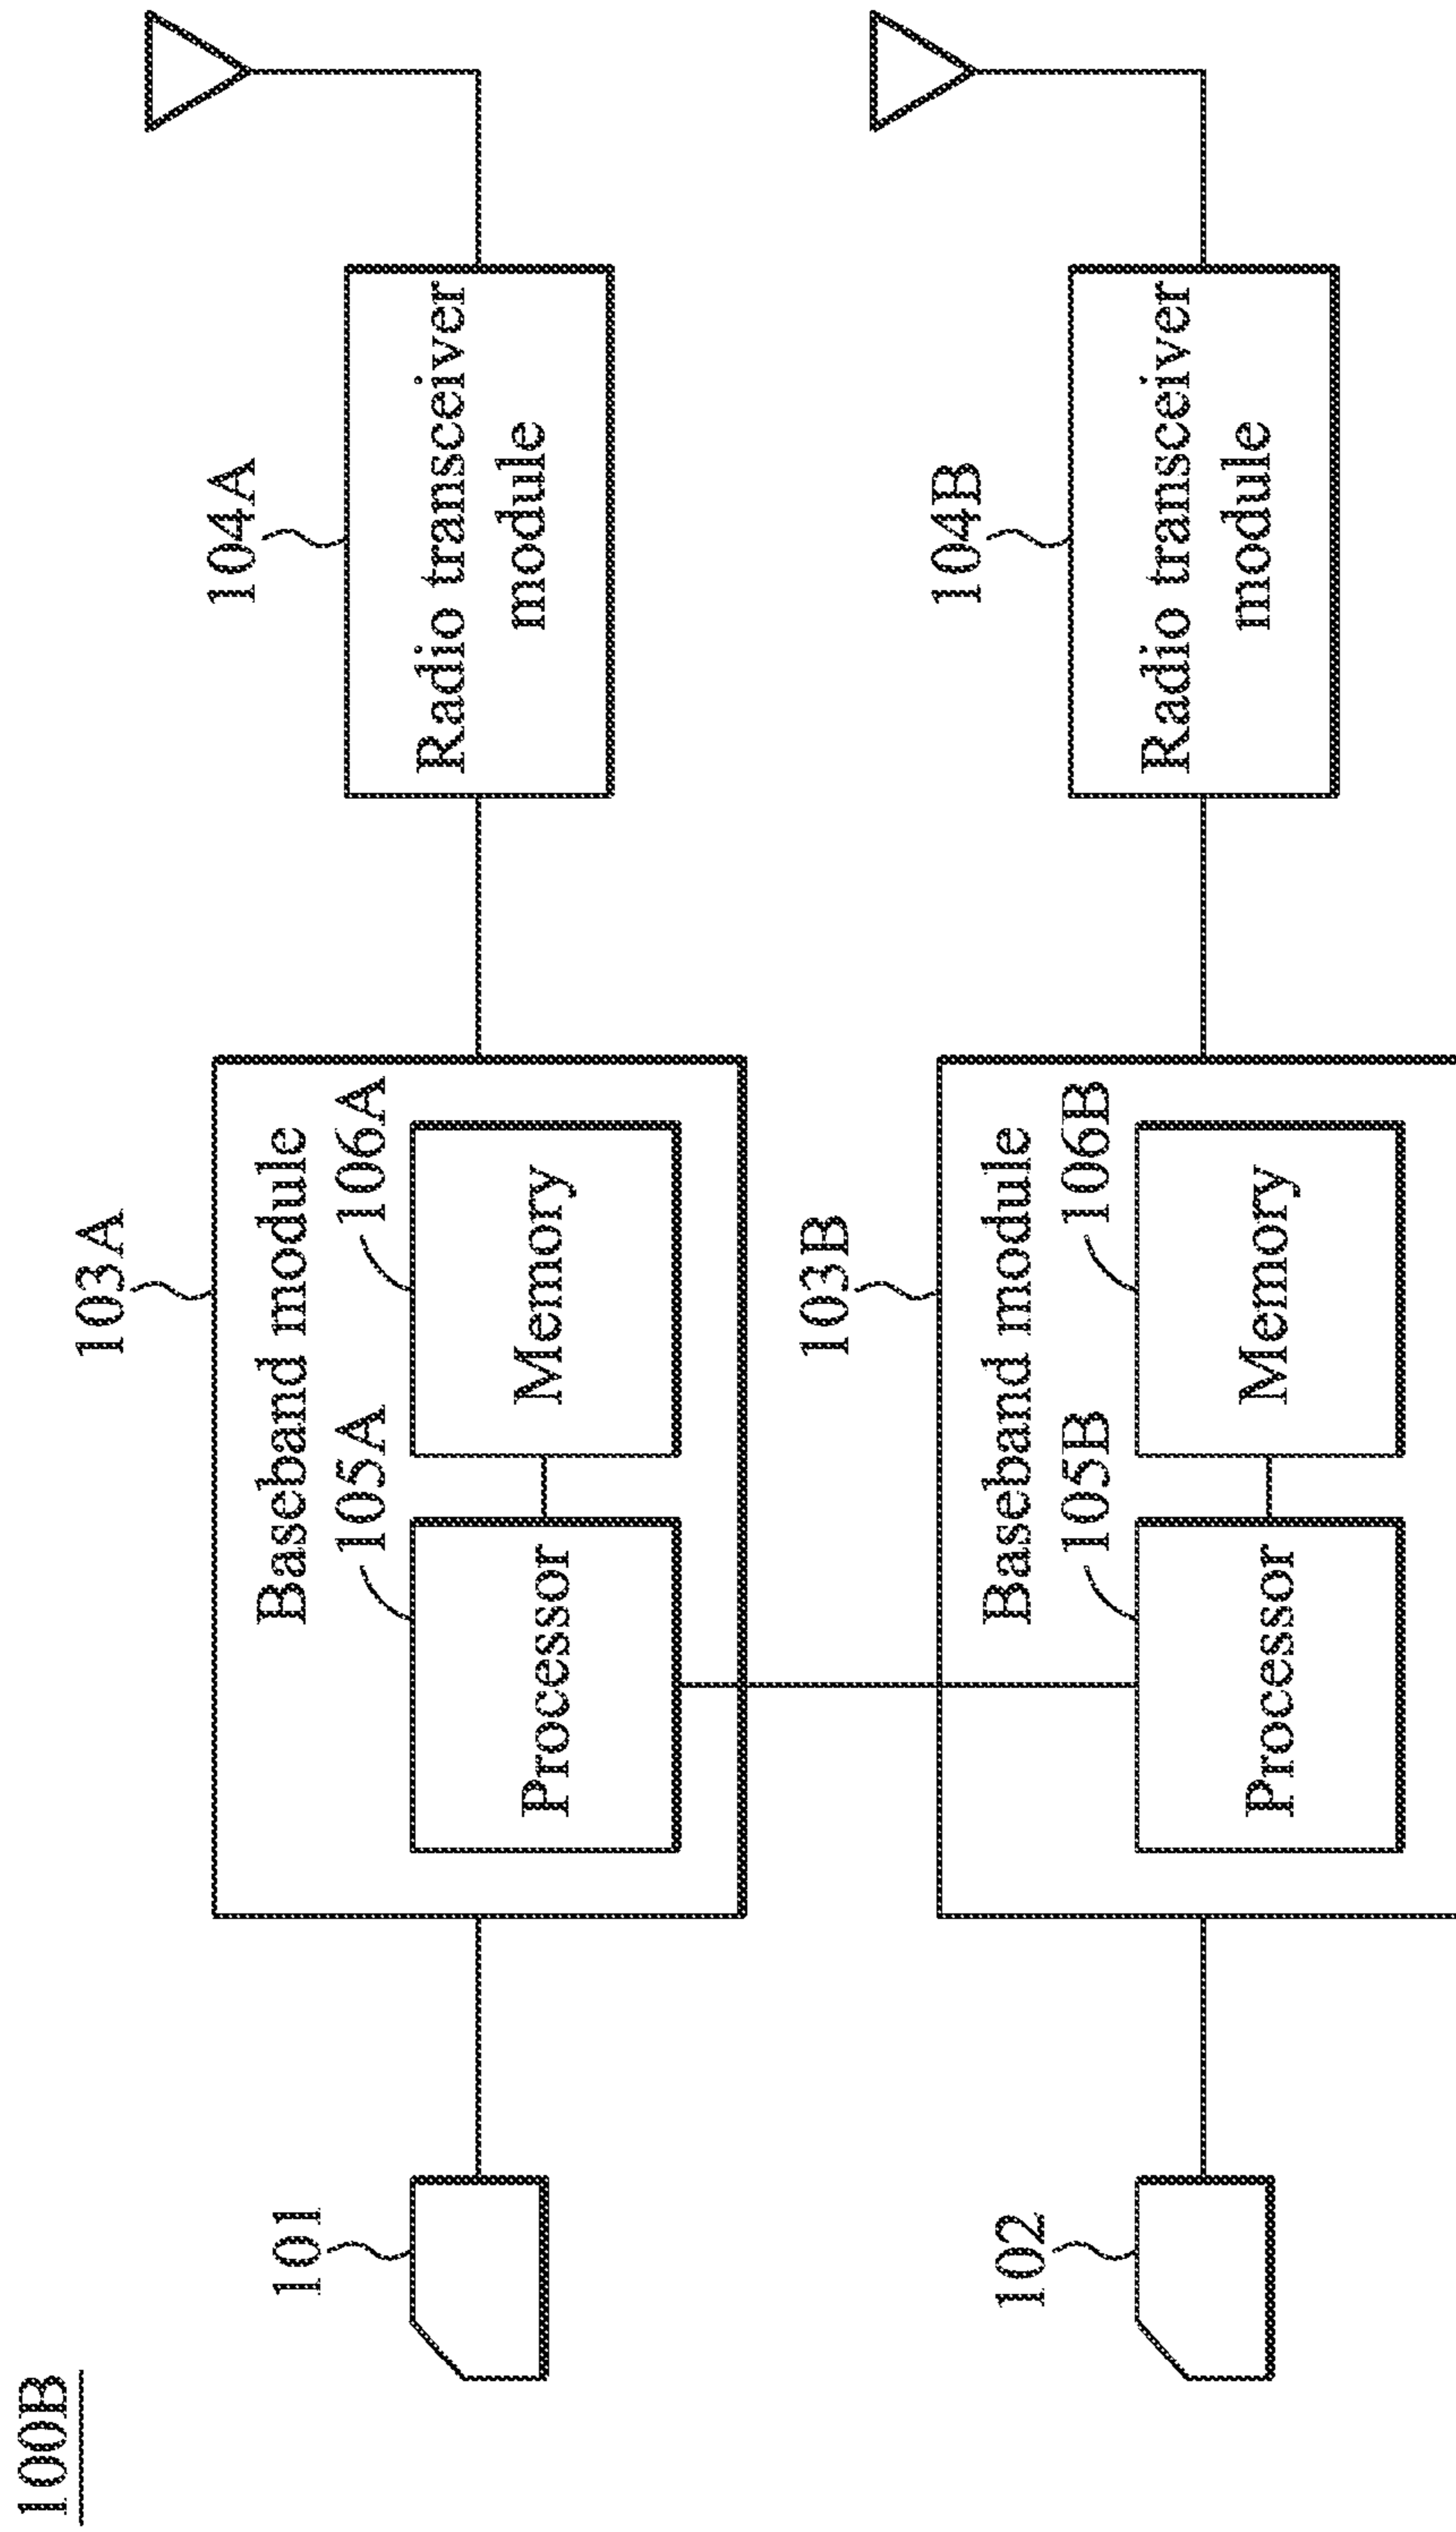 100B
101
103A
Baseband module
105A
106A
Processor
Memory
104A
Radio transceiver
module
102
103B
Baseband module
105B
106B
Processor
Memory
104B
Radio transceiver
module